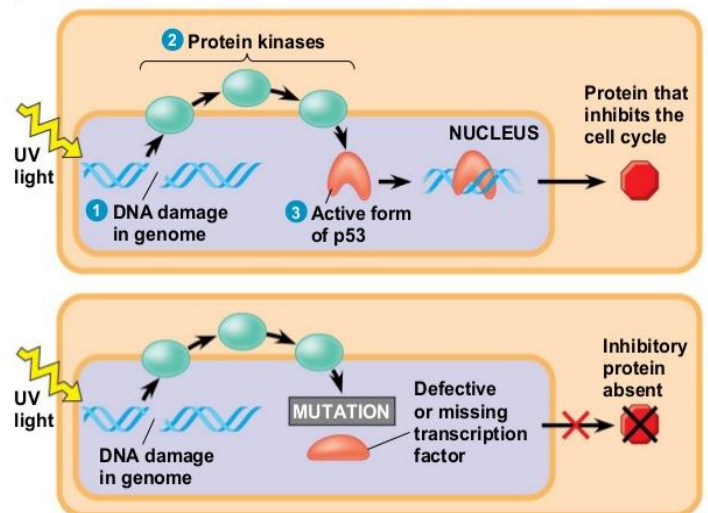 2 Protein kinases
UV
light
NUCLEUS
Protein that
inhibits the
cell cycle
1 DNA damage
in genome
3 Active form
of p53
UV
light
MUTATION
Defective
or missing
transcription
factor
Inhibitory
protein
absent
DNA damage
in genome